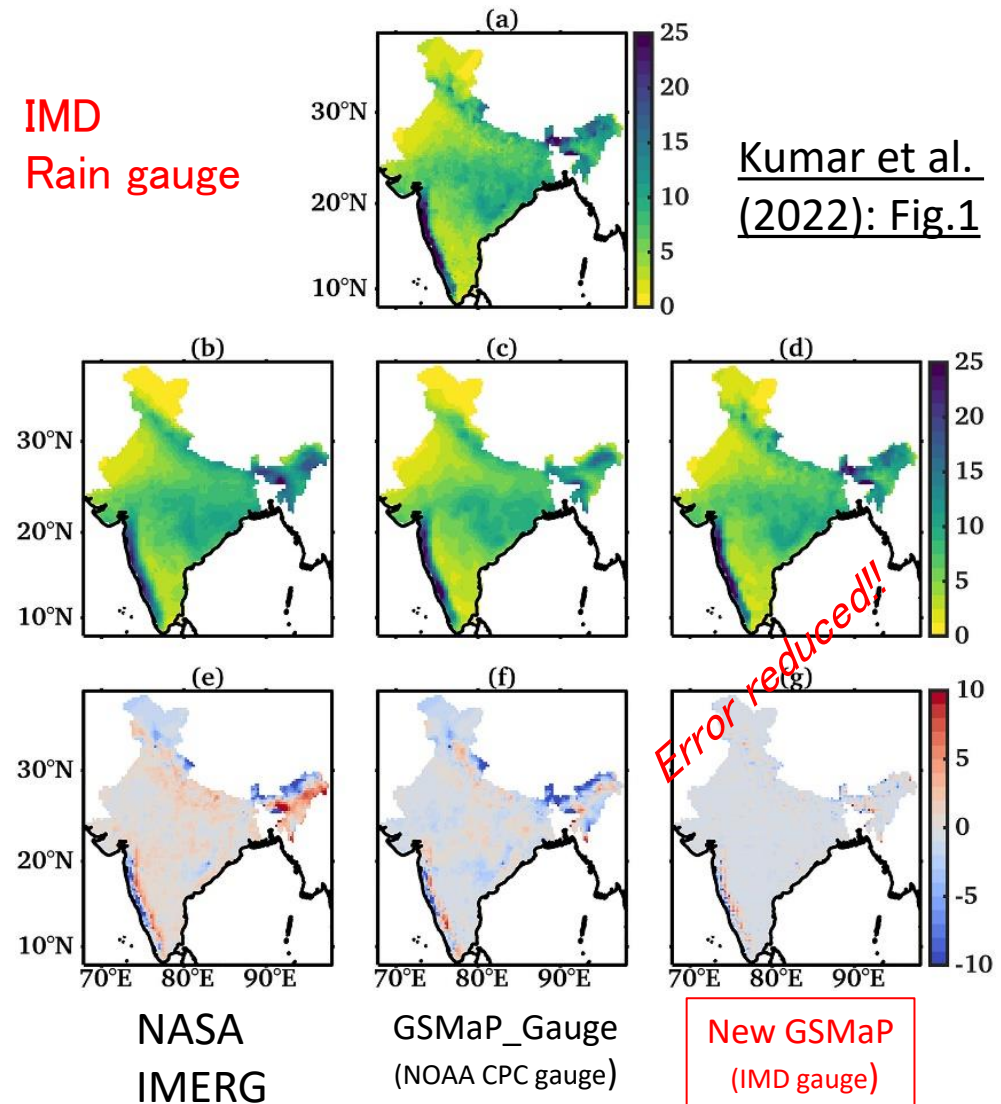 (a)
IMD
Rain gauge
30°N
20°N
10°N
25
20
15
10
5
0
Kumar et al.
(2022): Fig.1
(b)
(c)
(d)
30°N
20°N
10°N
25
20
15
10
5
0
Error reduced!!
(e)
(f)
(g)
30°N
20°N
10°N
10
5
0
-5
-10
70°E 80°E 90°E
70°E 80°E 90°E
70°E 80°E 90°E
NASA
IMERG
GSMaP_Gauge
(NOAA CPC gauge)
New GSMaP
(IMD gauge)